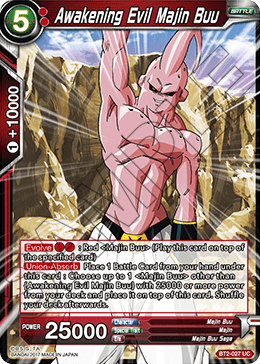 5
Awakening Evil Majin Buu
BATTLE
+10000
Evolve : Red <Majin Buu> (Play this card on top of
the specified card)
Union-Absorb Place 1 Battle Card from your hand under
this card : Choose up to 1 <Majin Buu> other than
{Awakening Evil Majin Buu} with 25000 or more power
from your deck and place it on top of this card. Shuffle
your deck afterwards.
POWER
25000
Character
Majin Buu
Majin
Majin Buu Saga
BANDAI 2017 MADE IN JAPAN
BT2-027 UC